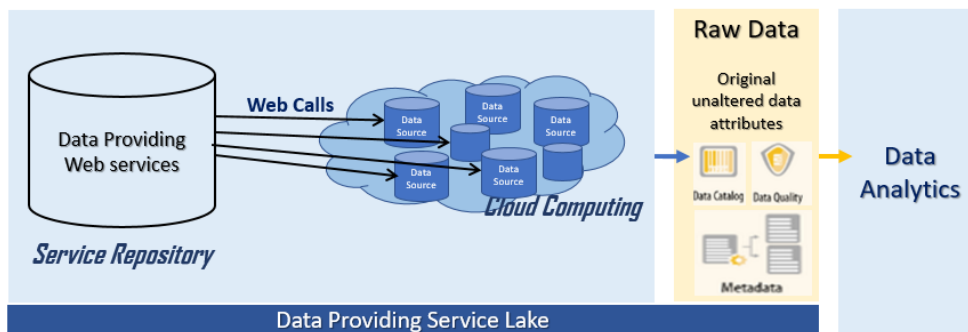 Data Providing
Web services
Service Repository
Web Calls
Data
Source
Data
Source
Data
Source
Data
Source
Data
Source
Cloud Computing
Raw Data
Original
unaltered data
attributes
Data Catalog
Data Quality
Metadata
Data
Analytics
Data Providing Service Lake